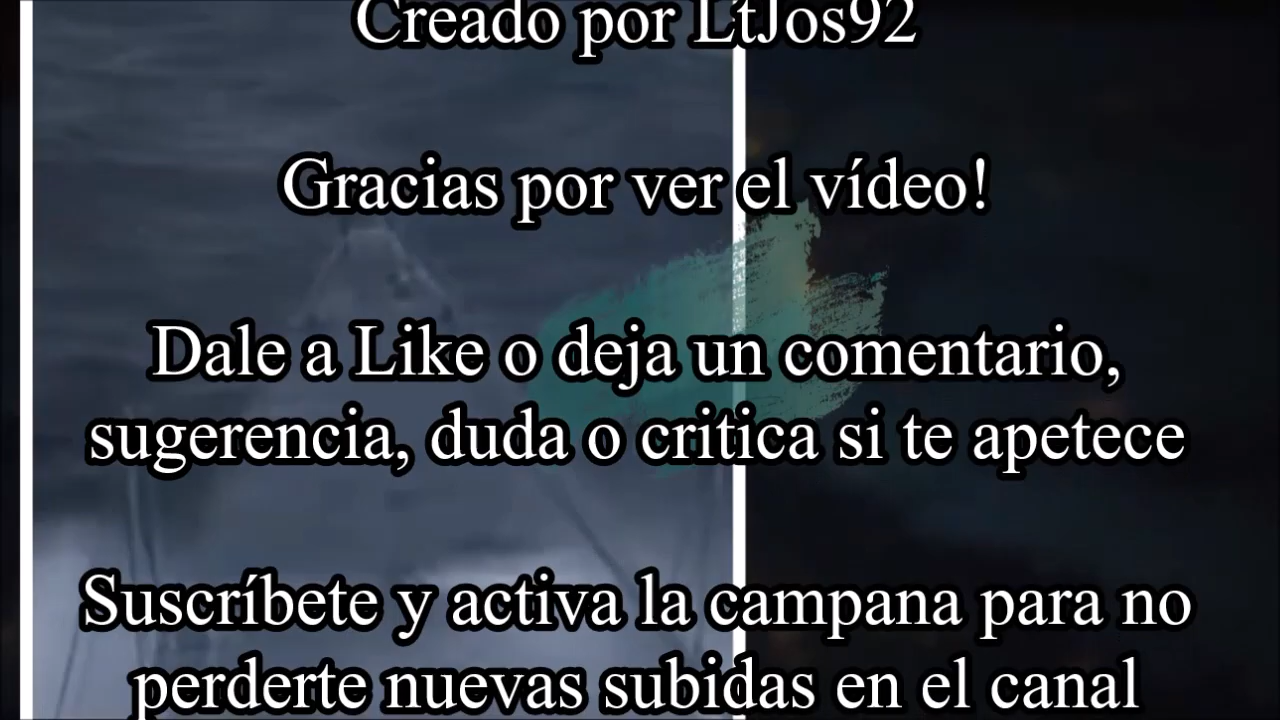 Creado por LtJos92
Gracias por ver el vídeo!
Dale a Like o deja un comentario,
sugerencia, duda o critica si te apetece
Suscríbete y activa la campana para no
perderte nuevas subidas en el canal